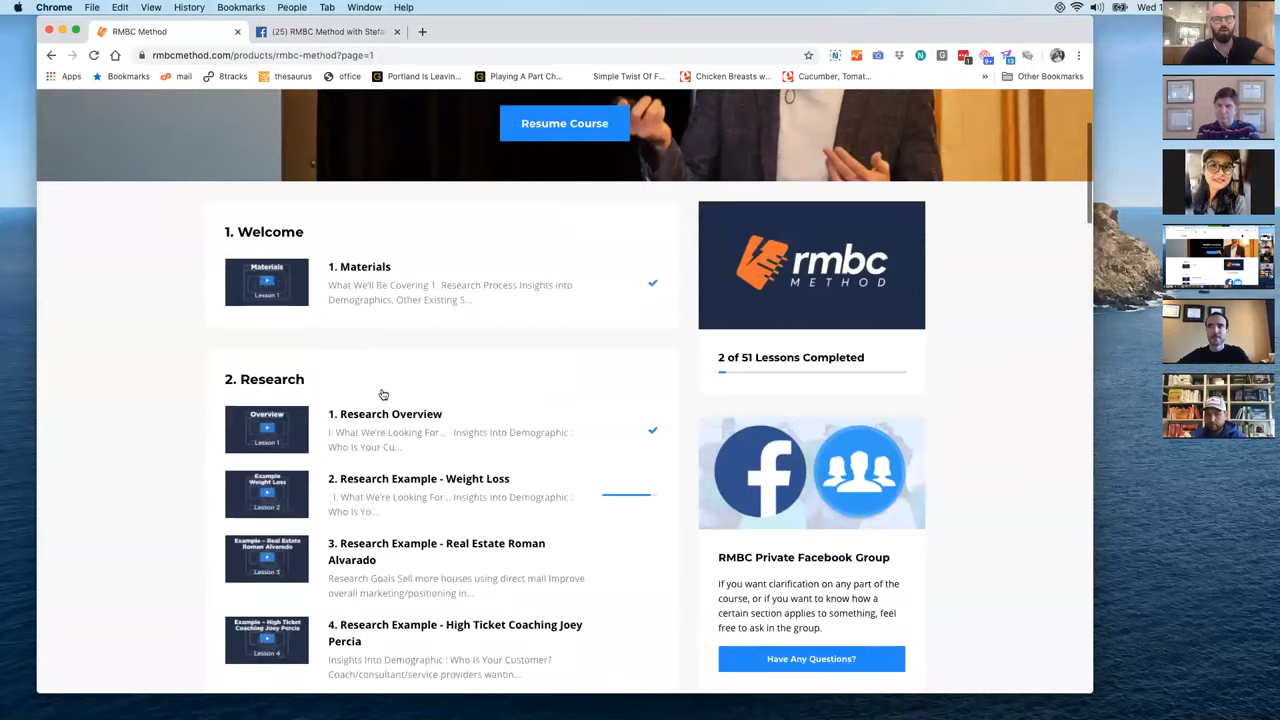 Chrome File Edit View History Bookmarks People Tab Window Help Wed 1
RMBC Method
(25) RMBC Method with Stefa
rmbcmethod.com/products/rmbc-method?page=1
Apps Bookmarks mail 8tracks thesaurus office Portland Is Leavin... Playing A Part Ch... Simple Twist Of F... Chicken Breasts w... Cucumber, Tomat... » Other Bookmarks
Resume Course
1. Welcome
Materials
Lesson 1
1. Materials
What We'll Be Covering 1. Research Process Insights into
Demographics, Other Existing S...
2. Research
Overview
Lesson 1
1. Research Overview
I. What We're Looking For... Insights Into Demographic :
Who Is Your Cu...
Example
Weight Loss
Lesson 2
2. Research Example - Weight Loss
I. What We're Looking For... Insights Into Demographic :
Who Is Yo...
Example - Real Estate
Roman Alvarado
Lesson 3
3. Research Example - Real Estate Roman
Alvarado
Research Goals Sell more houses using direct mail Improve
overall marketing/positioning in...
Example - High Ticket
Coaching Joey Percia
Lesson 4
4. Research Example - High Ticket Coaching Joey
Percia
Insights Into Demographic : Who Is Your Customer?
Coach/consultant/service providers wantin...
rmbc
METHOD
2 of 51 Lessons Completed
RMBC Private Facebook Group
If you want clarification on any part of the
course, or if you want to know how a
certain section applies to something, feel
free to ask in the group.
Have Any Questions?